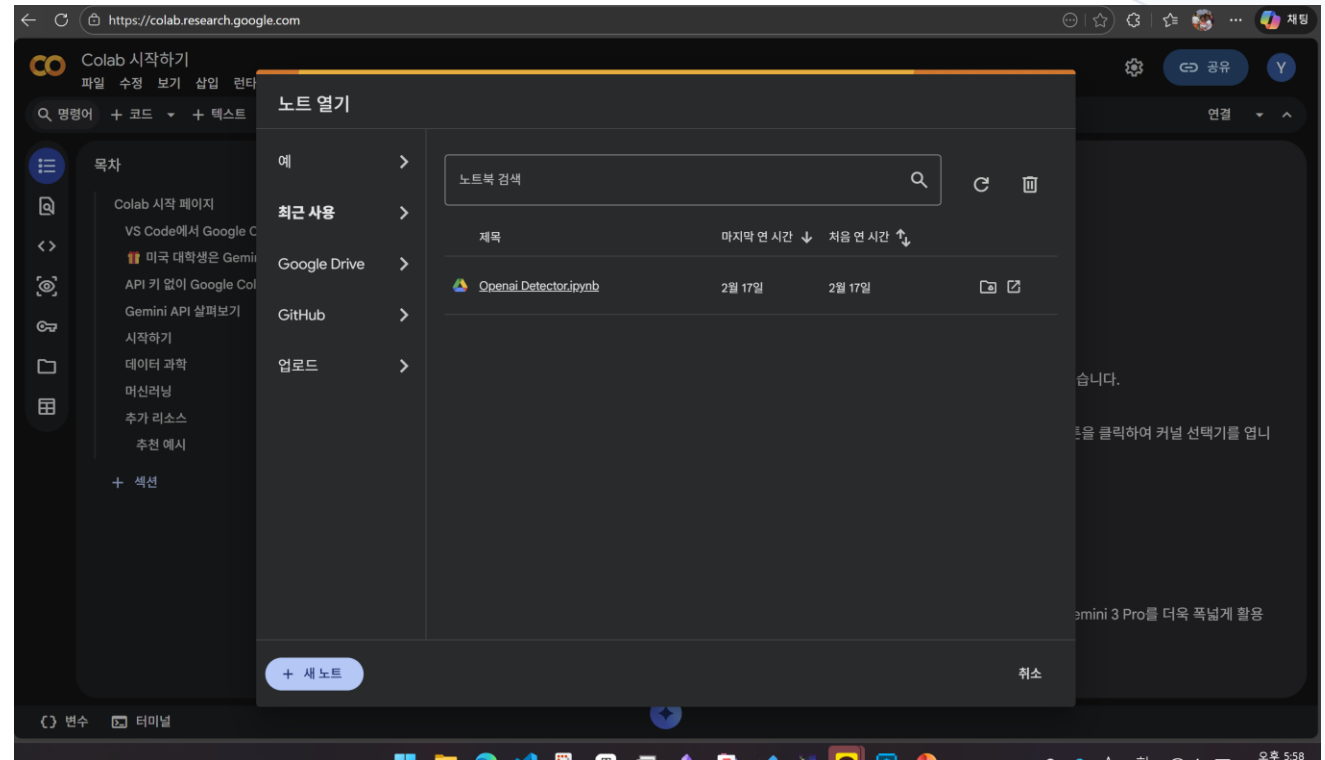 https://colab.research.google.com
채팅
Colab 시작하기
파일 수정 보기 삽입 런타
공유
Y
명령어 + 코드 + 텍스트
연결
노트 열기
목차
Colab 시작 페이지
VS Code에서 Google C
미국 대학생은 Gemi
API 키 없이 Google Col
Gemini API 살펴보기
시작하기
데이터 과학
머신러닝
추가 리소스
추천 예시
+ 섹션
예
최근 사용
Google Drive
GitHub
업로드
노트북 검색
제목 마지막 연 시간 처음 연 시간
Openai Detector.ipynb 2월 17일 2월 17일
습니다.
튼을 클릭하여 커널 선택기를 엽니
emini 3 Pro를 더욱 폭넓게 활용
+ 새 노트
취소
변수 터미널
오후 5:58